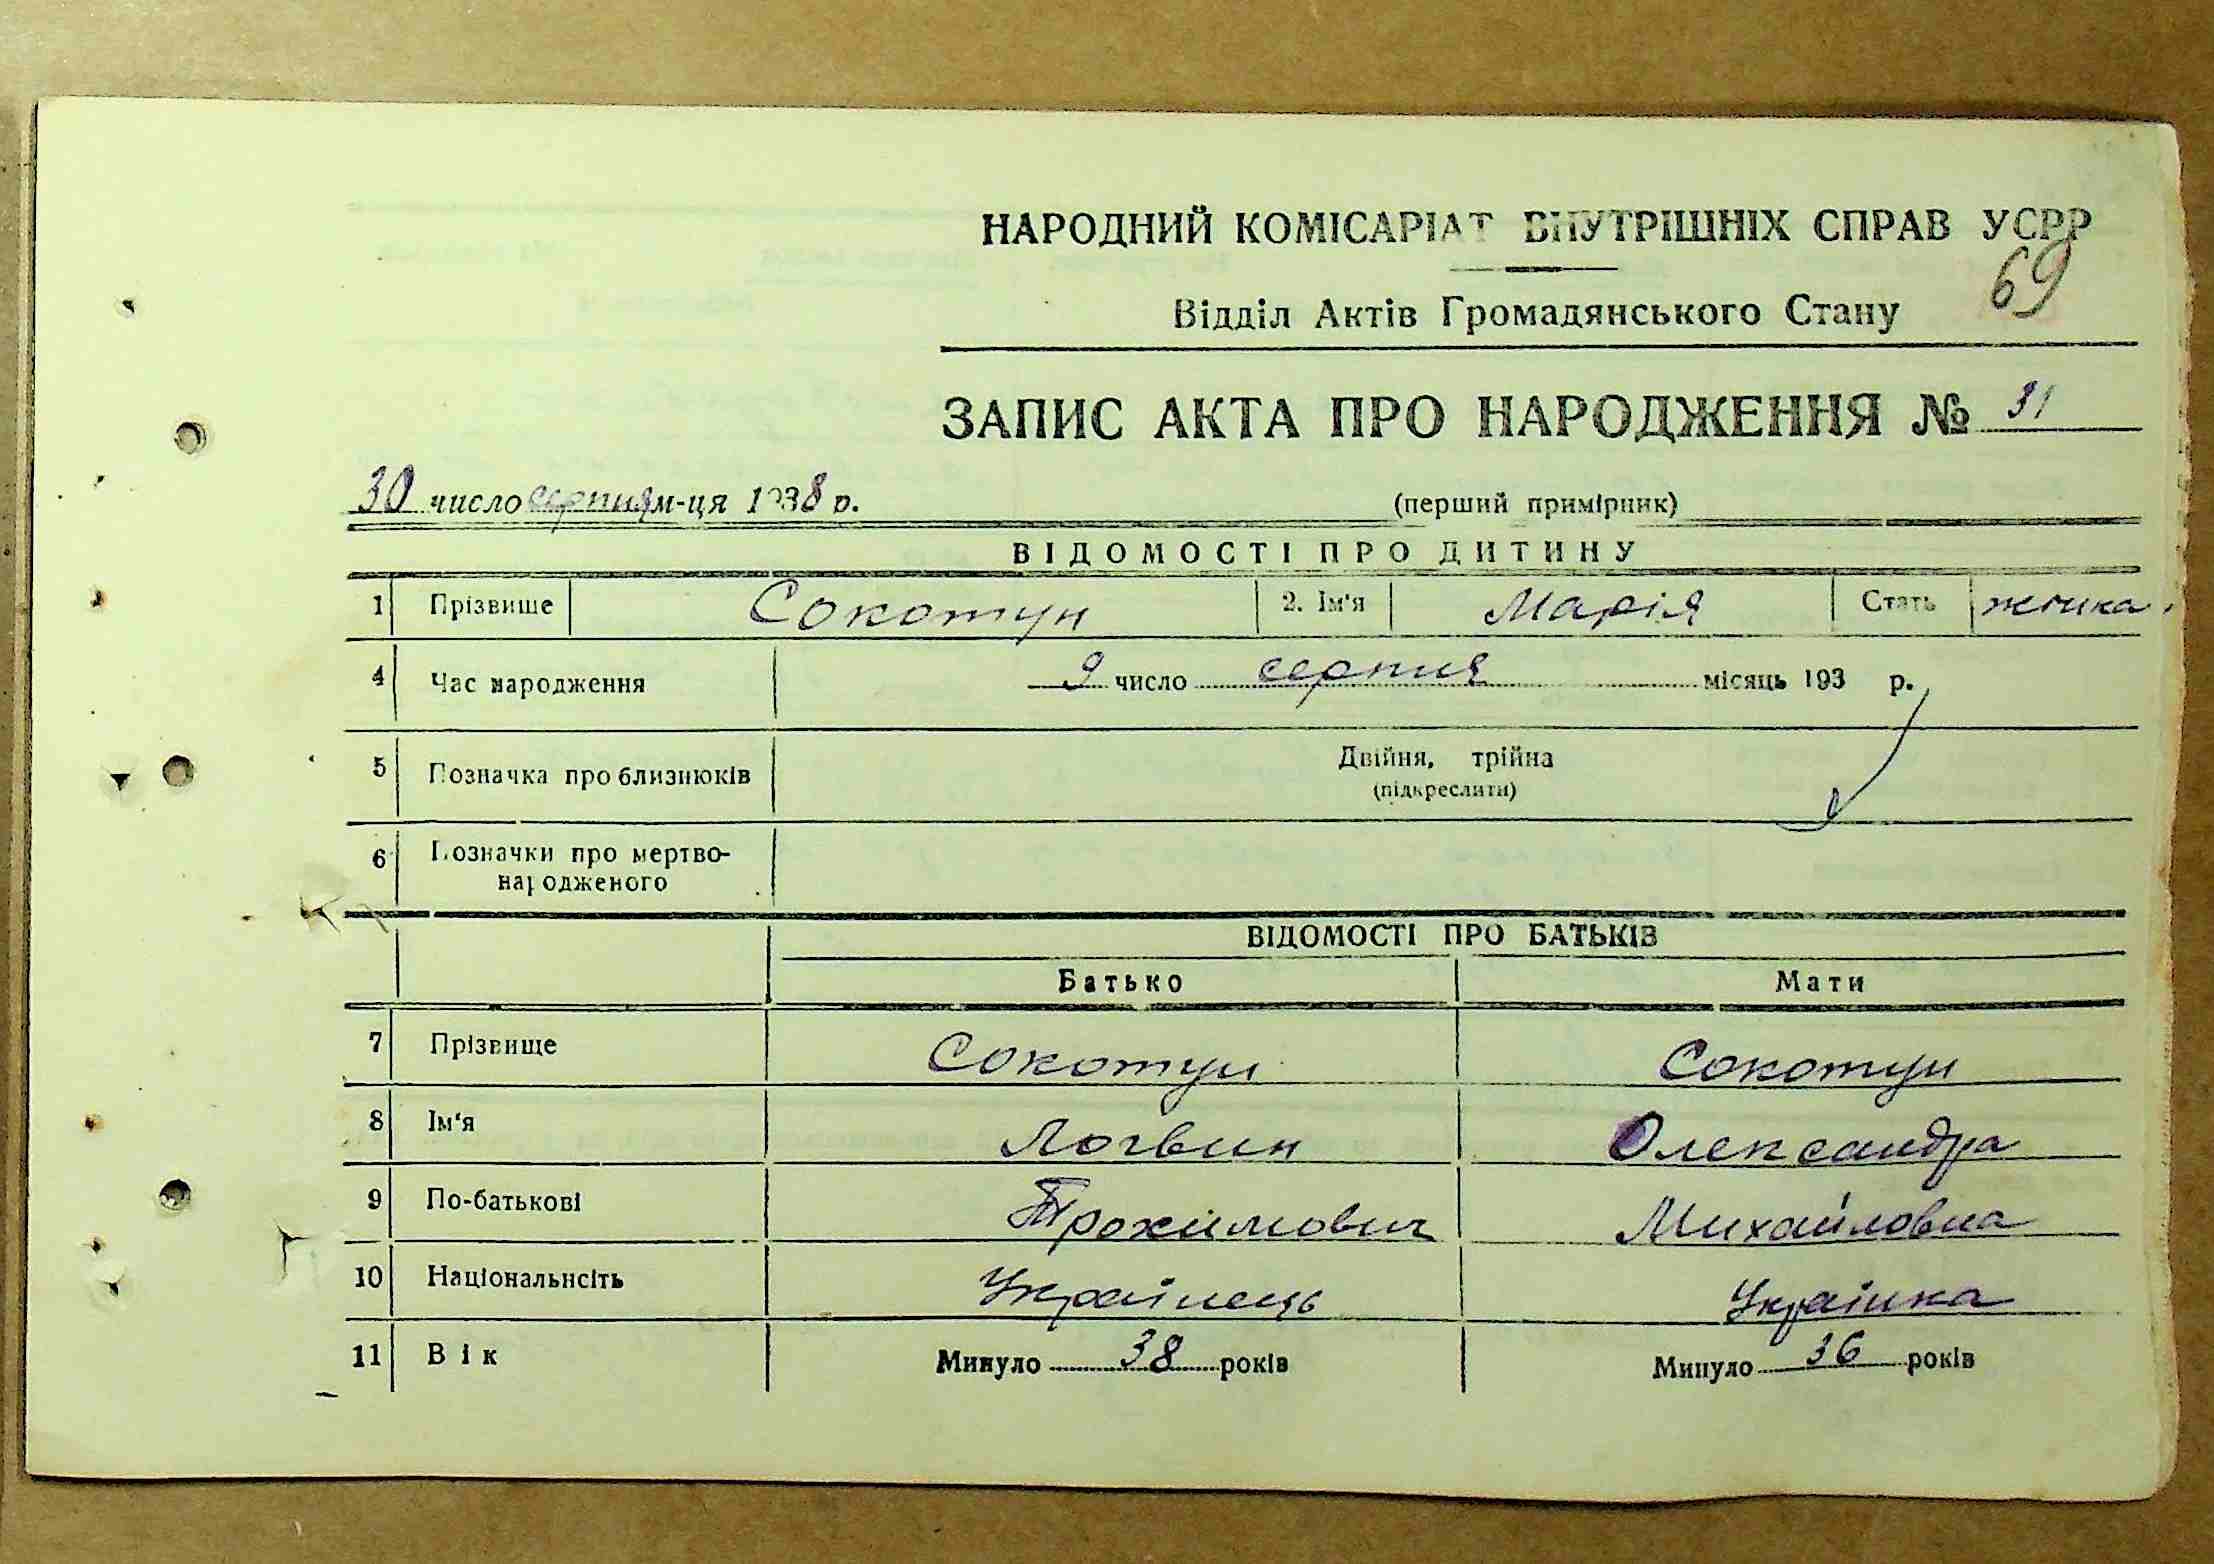 НАРОДНИЙ КОМІСАРІАТ ВНУТРІШНІХ СПРАВ УСРР
69
Відділ Актів Громадянського Стану
ЗАПИС АКТА ПРО НАРОДЖЕННЯ № 31
30 число серпня м-ця 1938 р. (перший примірник)
ВІДОМОСТІ ПРО ДИТИНУ
1 Прізвище Сокотун 2. Ім'я Марія Стать жінка
4 Час народження 9 число серпня місяць 193 р.
5 Позначка про близнюків Двійня, трійна
(підкреслити)
6 Позначки про мертво-
народженого
ВІДОМОСТІ ПРО БАТЬКІВ
Батько Мати
7 Прізвище Сокотун Сокотун
8 Ім'я Логвин Олександра
9 По-батькові Трохимович Михайловна
10 Національнсіть Українець Українка
11 Вік Минуло 38 років Минуло 36 років